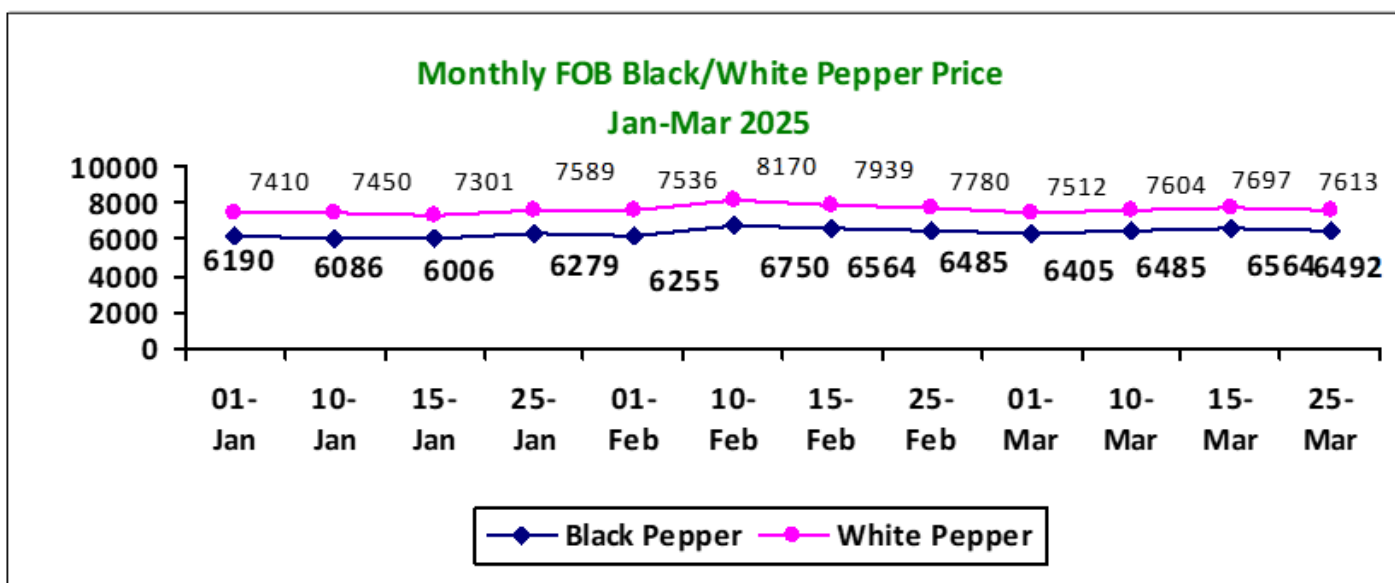 Monthly FOB Black/White Pepper Price
Jan-Mar 2025
10000
8000
6000
4000
2000
0
7410 7450 7301 7589 7536 8170 7939 7780 7512 7604 7697 7613
6190 6086 6006 6279 6255 6750 6564 6485 6405 6485 6564 6492
01-Jan 10-Jan 15-Jan 25-Jan 01-Feb 10-Feb 15-Feb 25-Feb 01-Mar 10-Mar 15-Mar 25-Mar
Black Pepper White Pepper